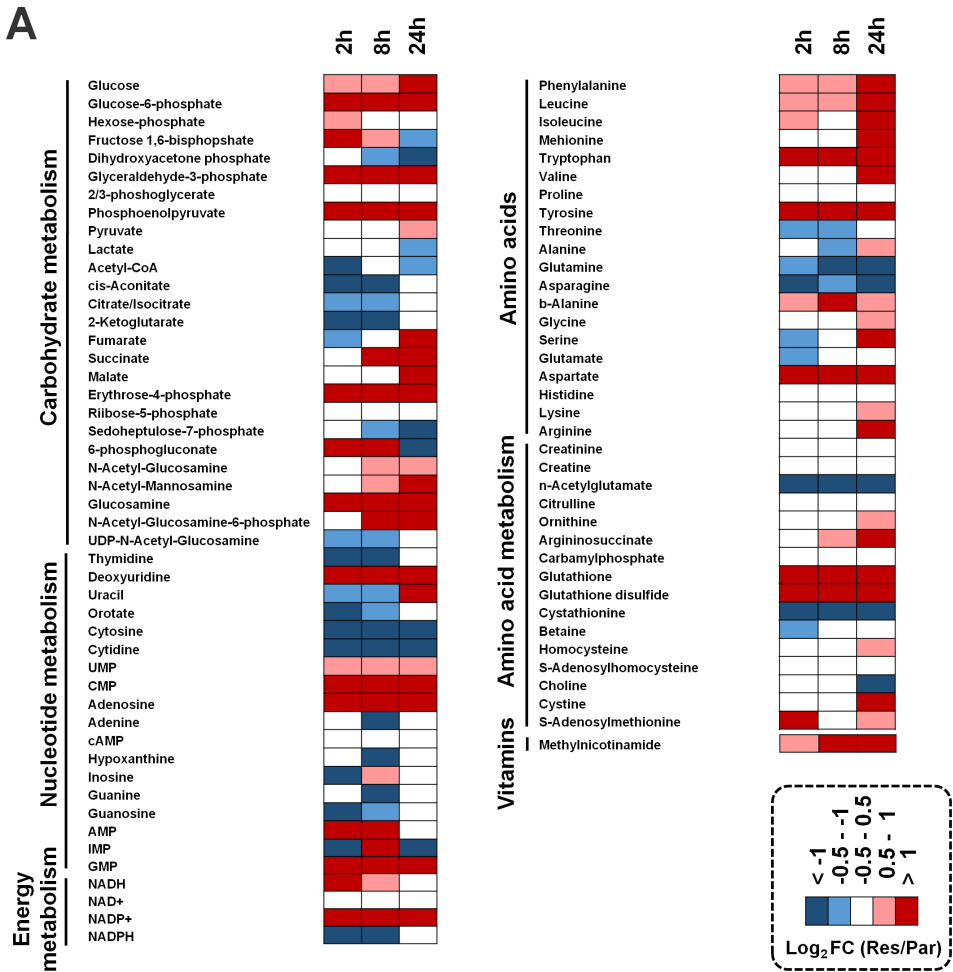 A
2h 8h 24h
Carbohydrate metabolism
Glucose
Glucose-6-phosphate
Hexose-phosphate
Fructose 1,6-bisphopshate
Dihydroxyacetone phosphate
Glyceraldehyde-3-phosphate
2/3-phoshoglycerate
Phosphoenolpyruvate
Pyruvate
Lactate
Acetyl-CoA
cis-Aconitate
Citrate/Isocitrate
2-Ketoglutarate
Fumarate
Succinate
Malate
Erythrose-4-phosphate
Riibose-5-phosphate
Sedoheptulose-7-phosphate
6-phosphogluconate
N-Acetyl-Glucosamine
N-Acetyl-Mannosamine
Glucosamine
N-Acetyl-Glucosamine-6-phosphate
UDP-N-Acetyl-Glucosamine
Nucleotide metabolism
Thymidine
Deoxyuridine
Uracil
Orotate
Cytosine
Cytidine
UMP
CMP
Adenosine
Adenine
cAMP
Hypoxanthine
Inosine
Guanine
Guanosine
AMP
IMP
GMP
Energy
metabolism
NADH
NAD+
NADP+
NADPH
2h 8h 24h
Amino acids
Phenylalanine
Leucine
Isoleucine
Mehionine
Tryptophan
Valine
Proline
Tyrosine
Threonine
Alanine
Glutamine
Asparagine
b-Alanine
Glycine
Serine
Glutamate
Aspartate
Histidine
Lysine
Arginine
Amino acid metabolism
Creatinine
Creatine
n-Acetylglutamate
Citrulline
Ornithine
Argininosuccinate
Carbamylphosphate
Glutathione
Glutathione disulfide
Cystathionine
Betaine
Homocysteine
S-Adenosylhomocysteine
Choline
Cystine
S-Adenosylmethionine
Vitamins
Methylnicotinamide
< -1
-0.5 - -1
-0.5 - 0.5
0.5 - 1
> 1
Log₂FC (Res/Par)